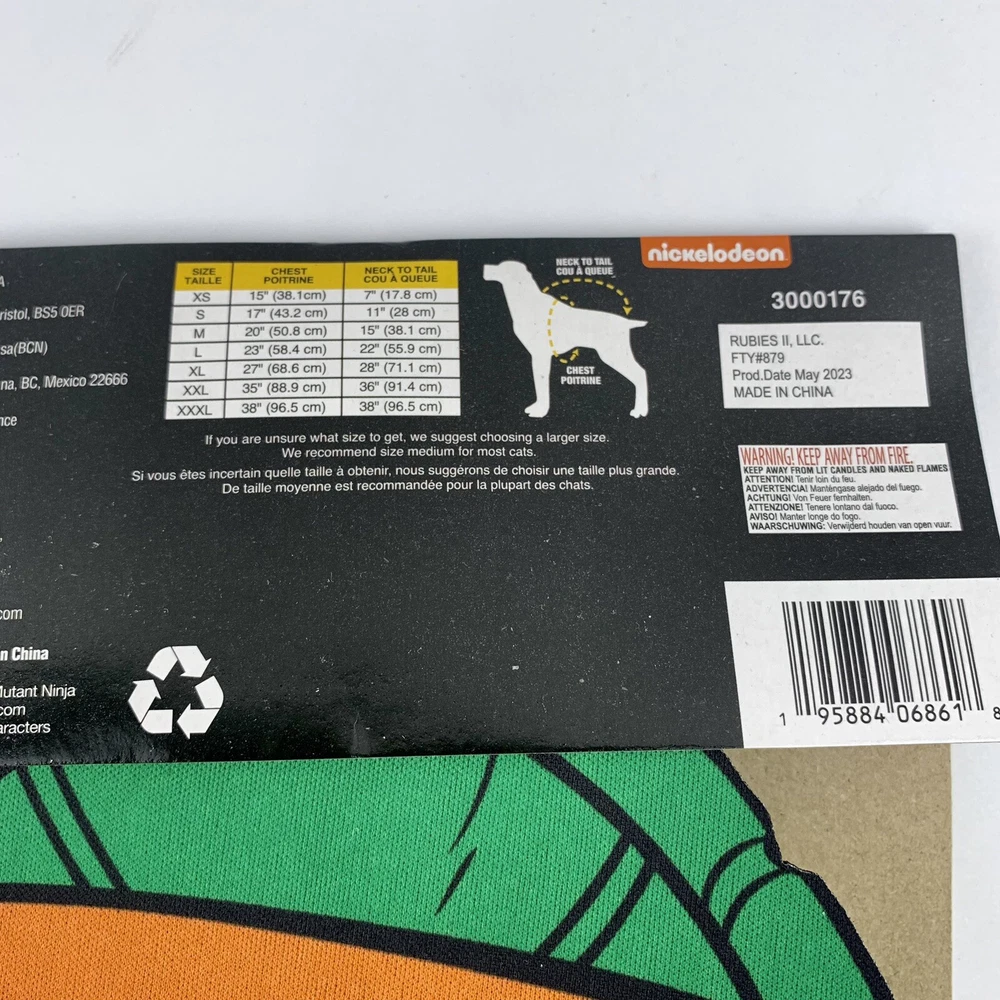 A
ristol, BS5 0ER
sa(BCN)
na, BC, Mexico 22666
nce
com
n China
Mutant Ninja
com
aracters
SIZE TAILLE CHEST POITRINE NECK TO TAIL COU À QUEUE
XS 15" (38.1cm) 7" (17.8 cm)
S 17" (43.2 cm) 11" (28 cm)
M 20" (50.8 cm) 15" (38.1 cm)
L 23" (58.4 cm) 22" (55.9 cm)
XL 27" (68.6 cm) 28" (71.1 cm)
XXL 35" (88.9 cm) 36" (91.4 cm)
XXXL 38" (96.5 cm) 38" (96.5 cm)
NECK TO TAIL
COU À QUEUE
CHEST
POITRINE
If you are unsure what size to get, we suggest choosing a larger size.
We recommend size medium for most cats.
Si vous êtes incertain quelle taille à obtenir, nous suggérons de choisir une taille plus grande.
De taille moyenne est recommandée pour la plupart des chats.
nickelodeon
3000176
RUBIES II, LLC.
FTY#879
Prod.Date May 2023
MADE IN CHINA
WARNING! KEEP AWAY FROM FIRE.
KEEP AWAY FROM LIT CANDLES AND NAKED FLAMES
ATTENTION! Tenir loin du feu.
ADVERTENCIA! Manténgase alejado del fuego.
ACHTUNG! Von Feuer fernhalten.
ATTENZIONE! Tenere lontano dal fuoco.
AVISO! Manter longe do fogo.
WAARSCHUWING: Verwijderd houden van open vuur.
1 95884 06861 8